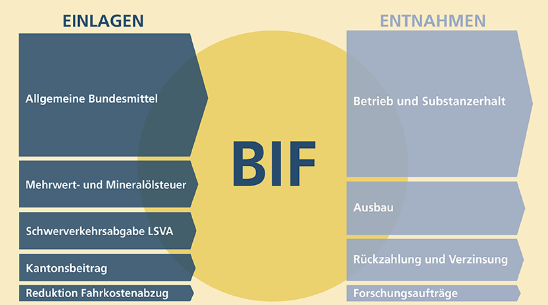 EINLAGEN
Allgemeine Bundesmittel
Mehrwert- und Mineralölsteuer
Schwerverkehrsabgabe LSVA
Kantonsbeitrag
Reduktion Fahrkostenabzug
BIF
ENTNAHMEN
Betrieb und Substanzerhalt
Ausbau
Rückzahlung und Verzinsung
Forschungsaufträge